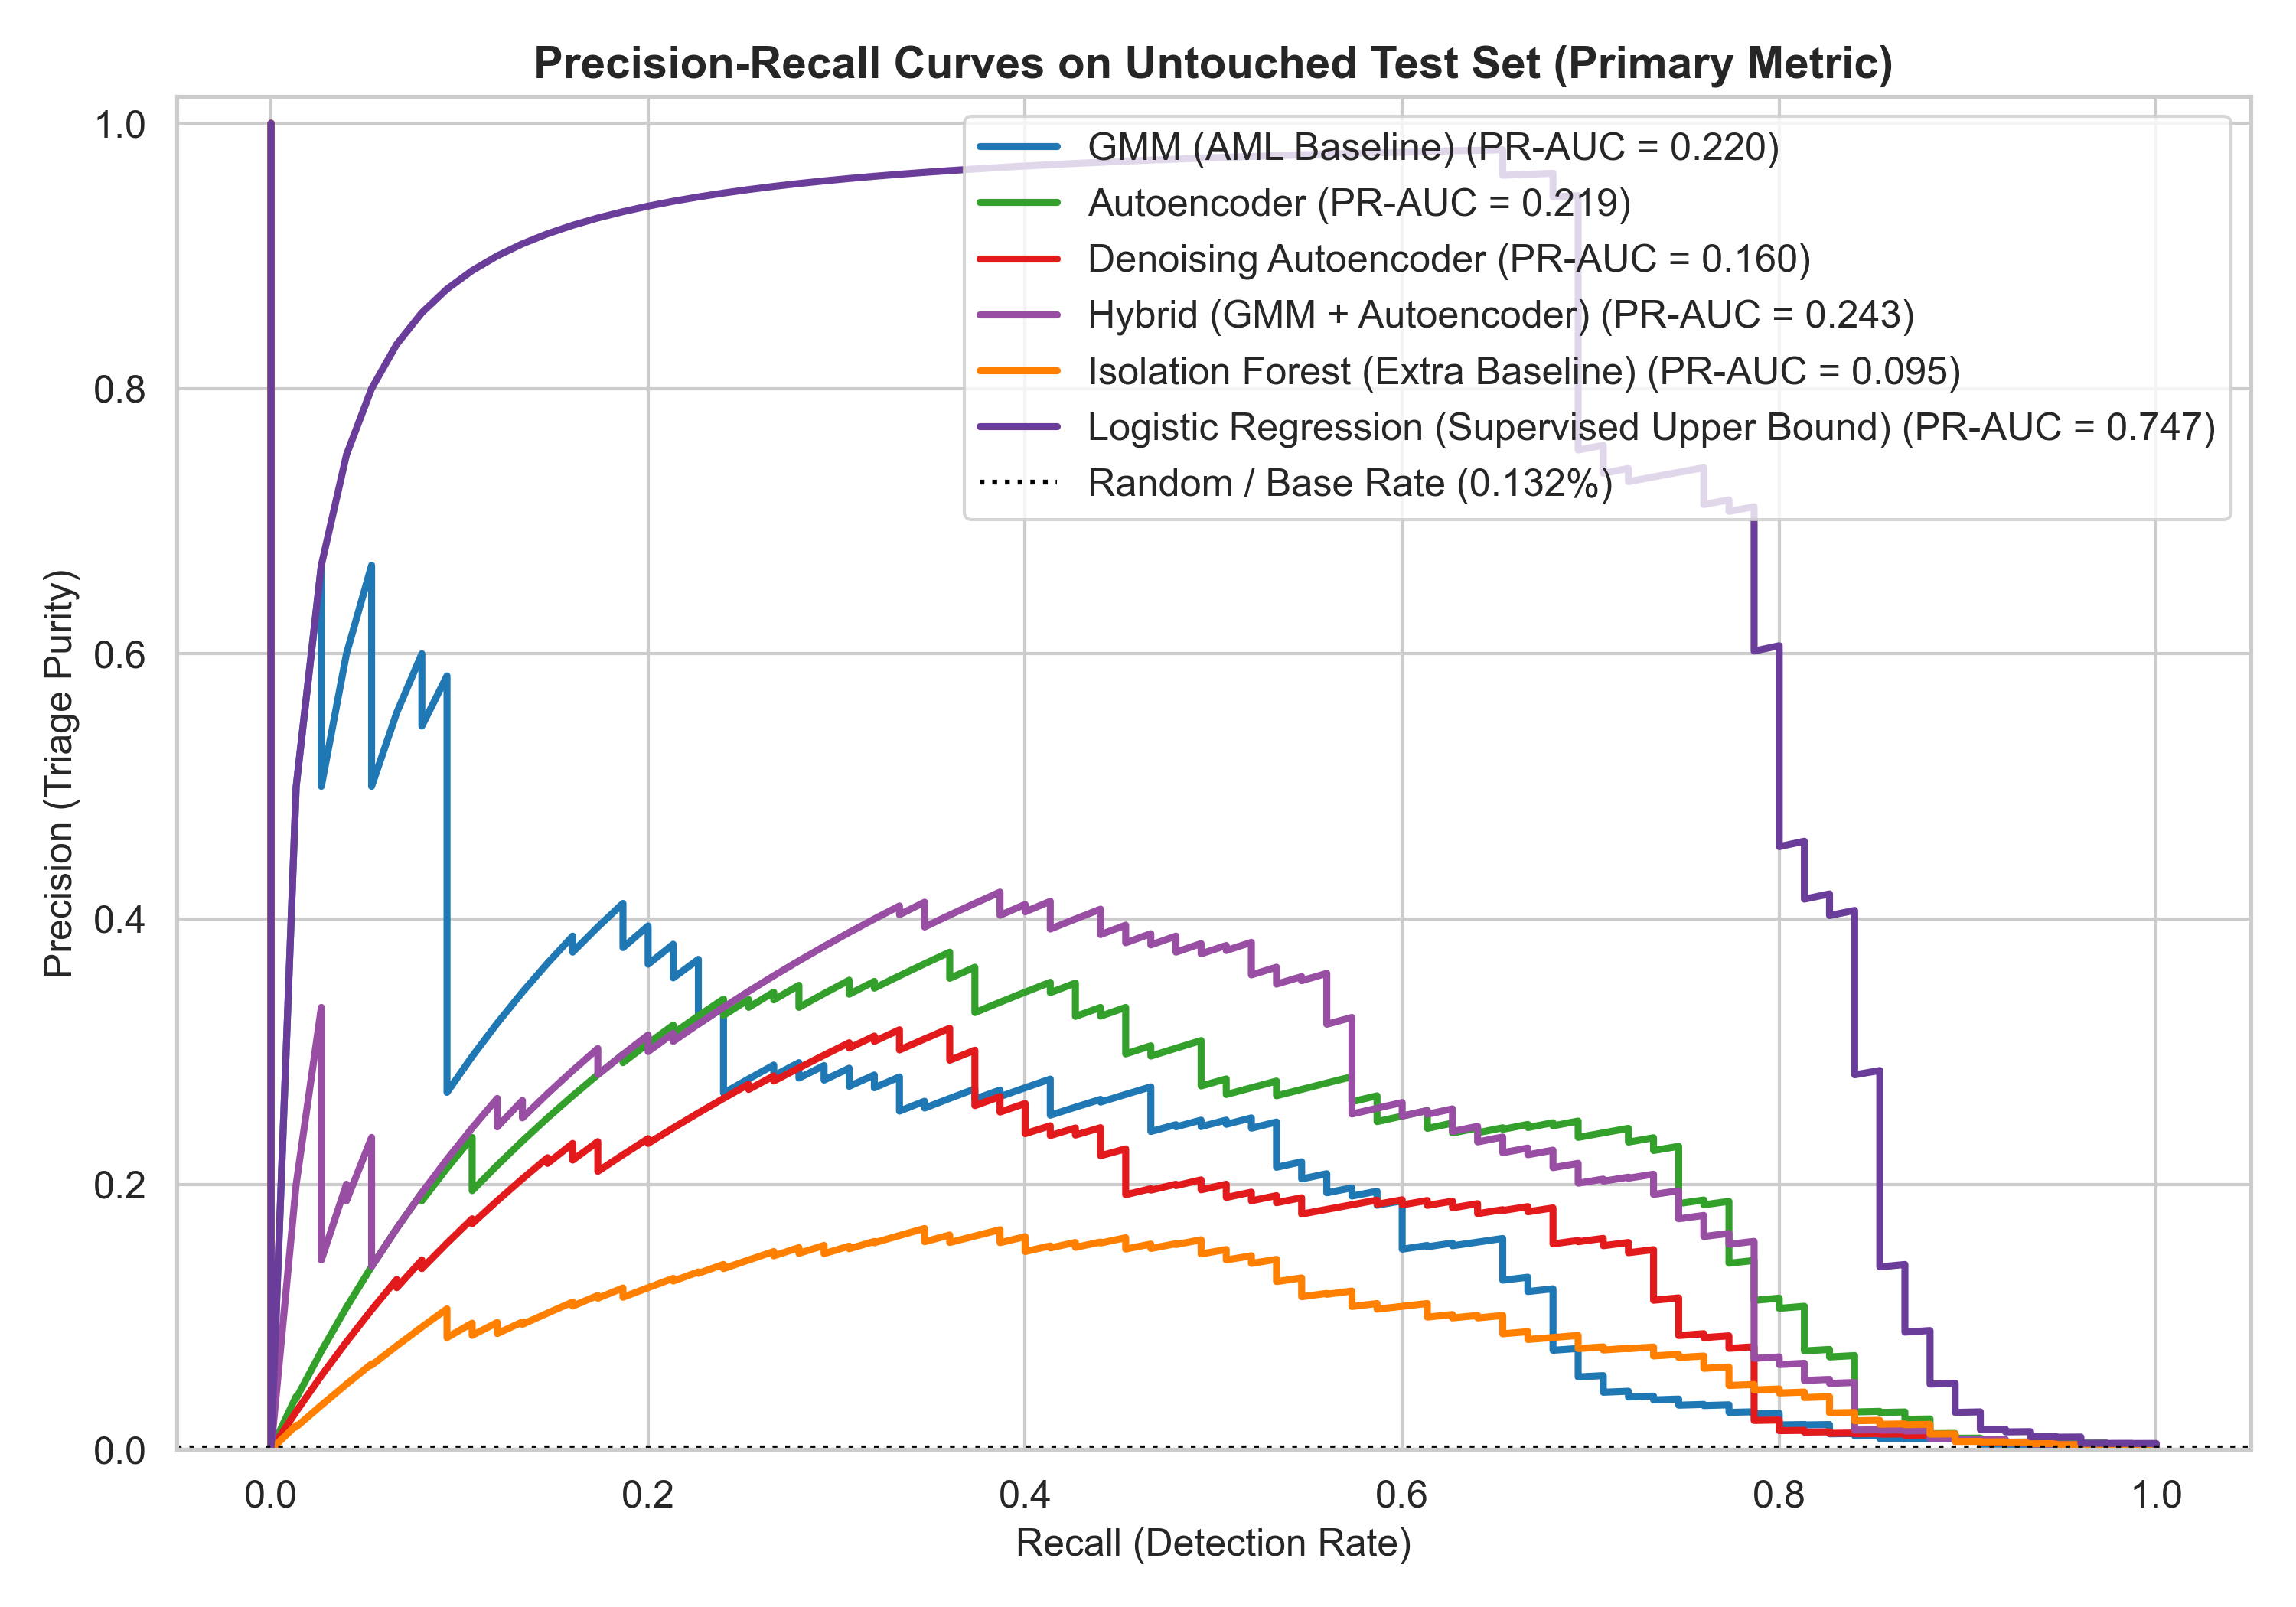 Precision-Recall Curves on Untouched Test Set (Primary Metric)
GMM (AML Baseline) (PR-AUC = 0.220)
Autoencoder (PR-AUC = 0.219)
Denoising Autoencoder (PR-AUC = 0.160)
Hybrid (GMM + Autoencoder) (PR-AUC = 0.243)
Isolation Forest (Extra Baseline) (PR-AUC = 0.095)
Logistic Regression (Supervised Upper Bound) (PR-AUC = 0.747)
Random / Base Rate (0.132%)
Precision (Triage Purity)
1.0
0.8
0.6
0.4
0.2
0.0
0.0 0.2 0.4 0.6 0.8 1.0
Recall (Detection Rate)